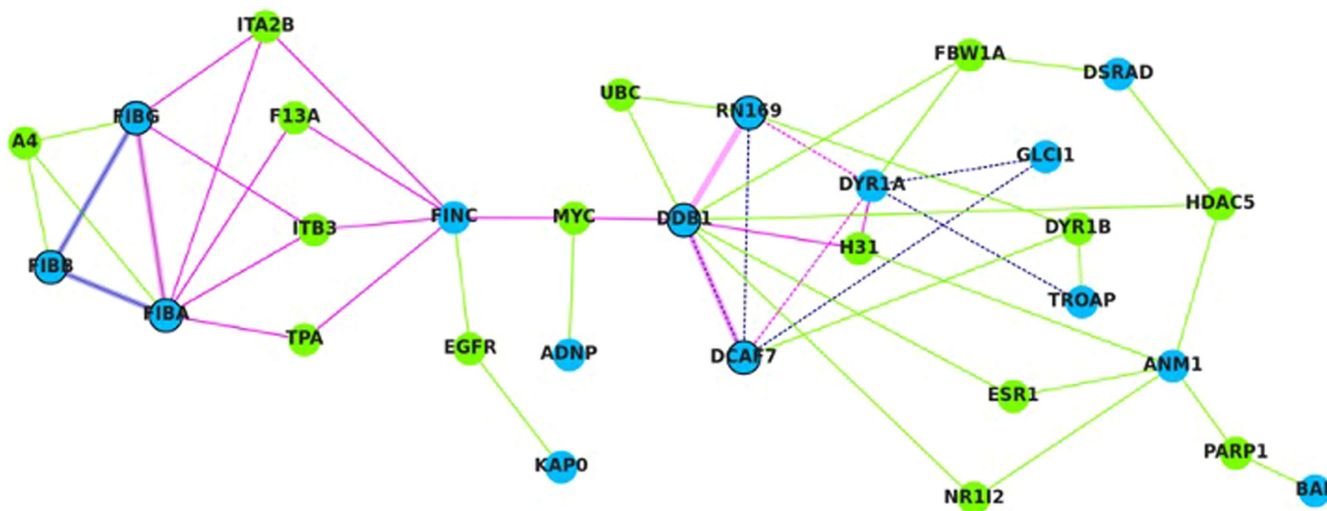 ITA2B
FBW1A
DSRAD
UBC
RN169
FIBG
F13A
A4
GLCI1
DYR1A
HDAC5
FINC
MYC
DDB1
ITB3
DYR1B
H31
FIBB
TROAP
FIBA
TPA
EGFR
ADNP
DCAF7
ANM1
ESR1
PARP1
KAP0
BAI
NR1I2